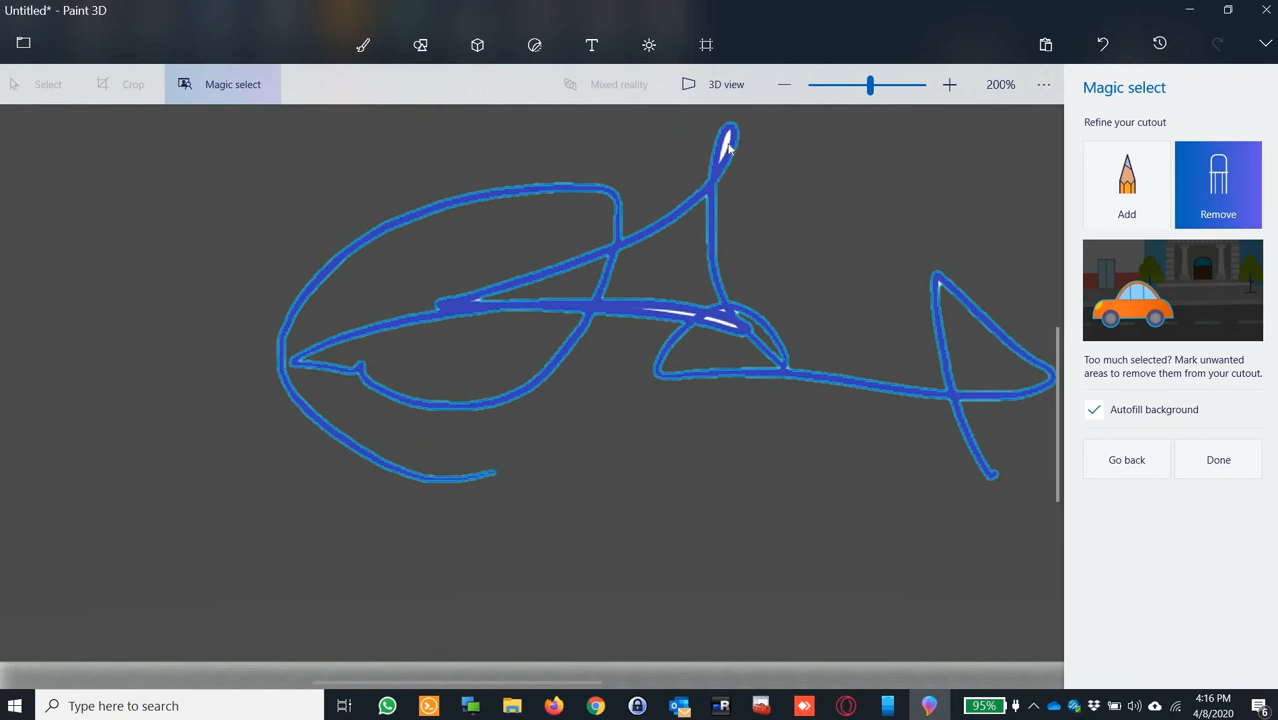 Untitled* - Paint 3D
Select Crop Magic select Mixed reality 3D view 200%
Magic select
Refine your cutout
Add Remove
Too much selected? Mark unwanted
areas to remove them from your cutout.
Autofill background
Go back Done
Type here to search
95%
4:16 PM
4/8/2020
6